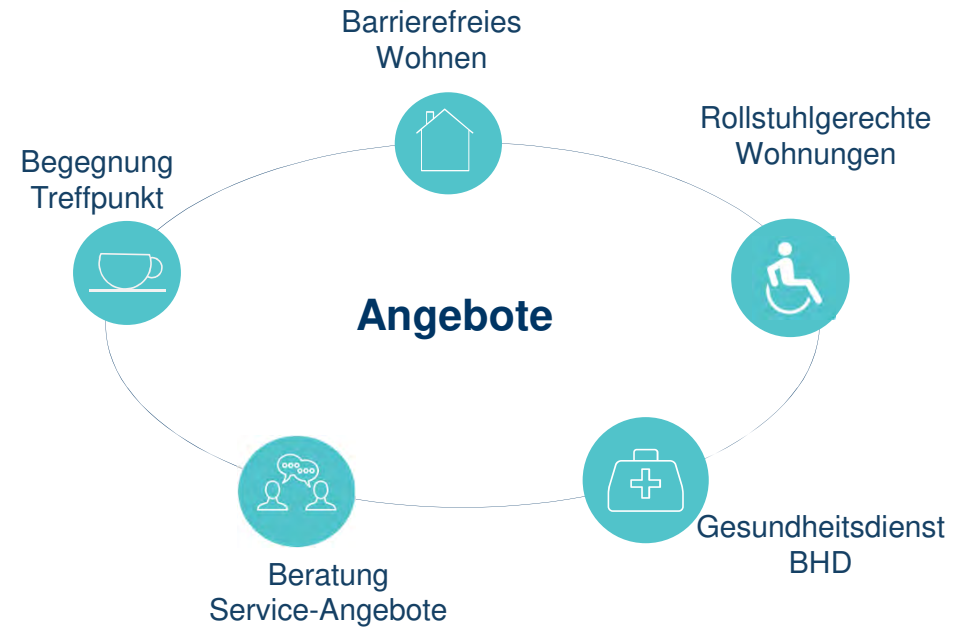 Barrierefreies
Wohnen
Rollstuhlgerechte
Wohnungen
Begegnung
Treffpunkt
Angebote
Gesundheitsdienst
BHD
Beratung
Service-Angebote